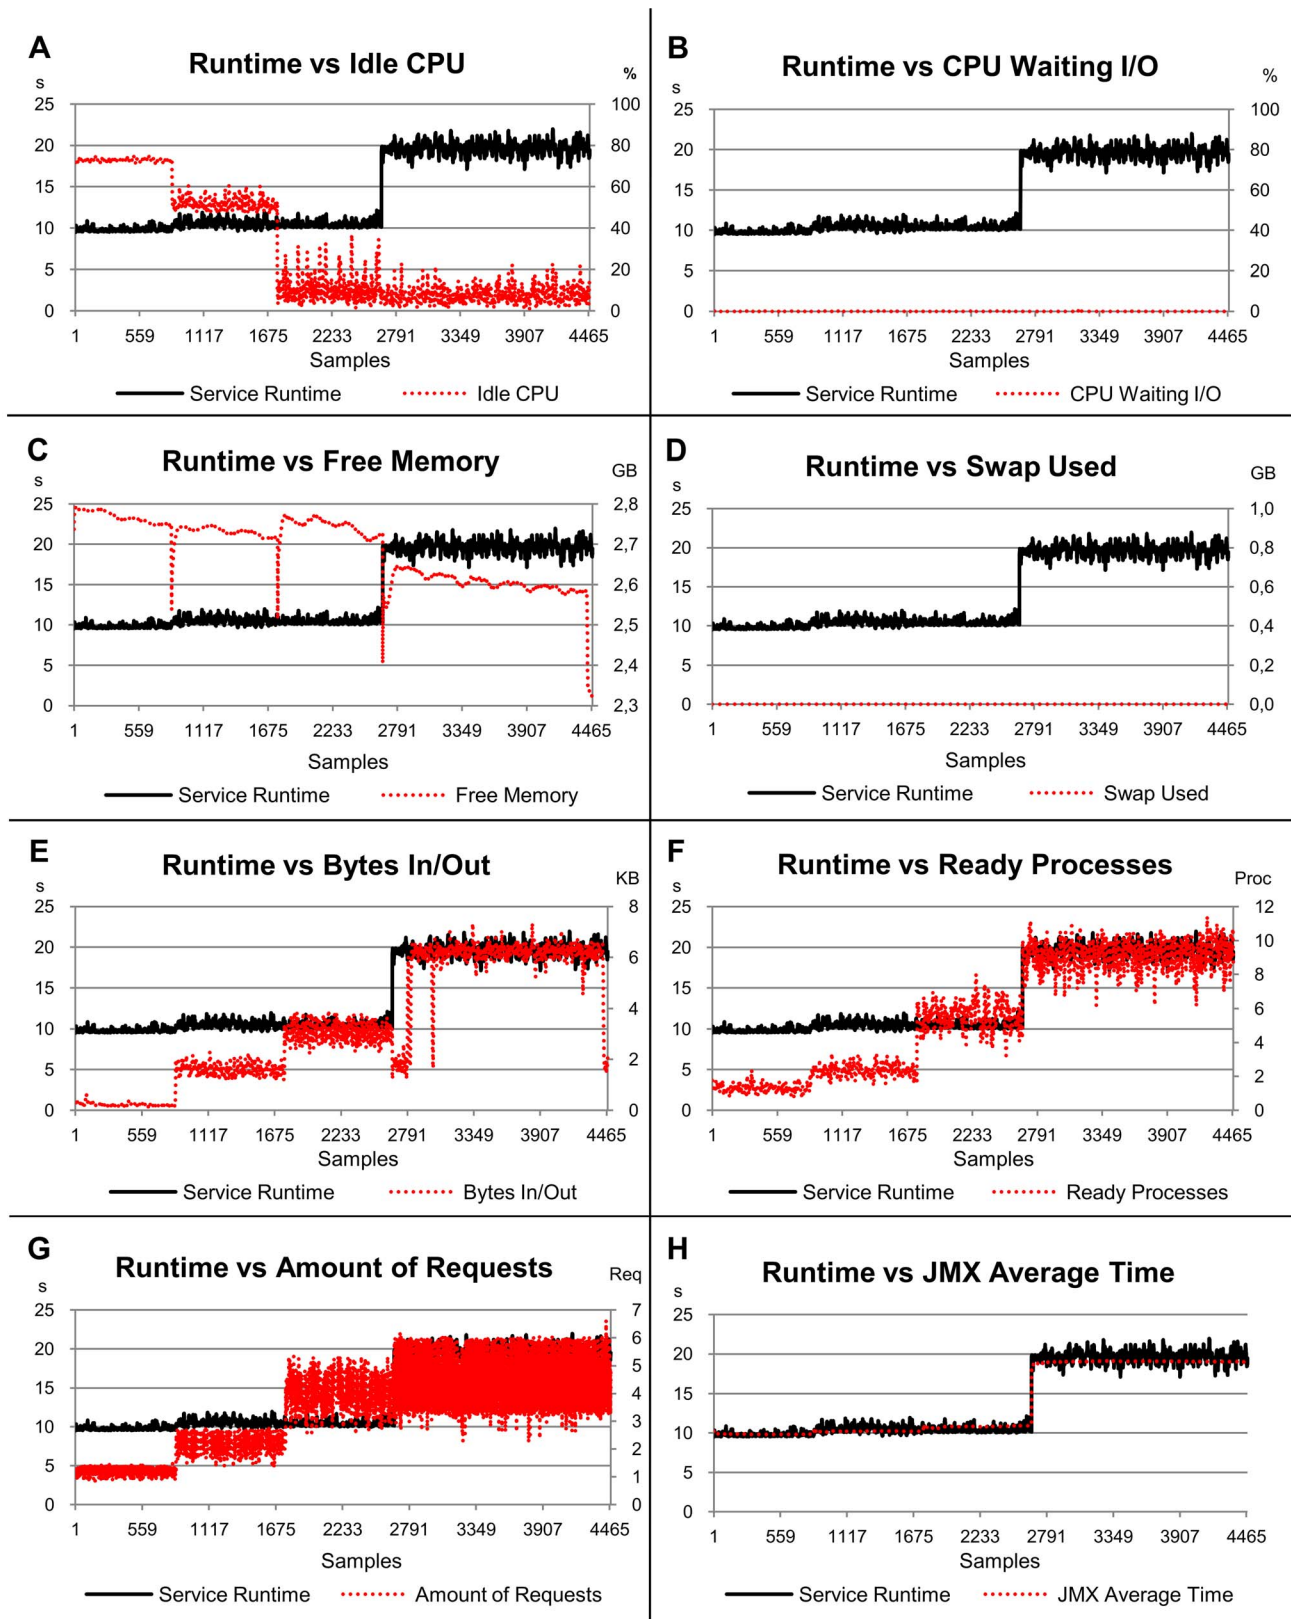 A
Runtime vs Idle CPU
s
%
25
20
15
10
5
0
100
80
60
40
20
0
1 559 1117 1675 2233 2791 3349 3907 4465
Samples
Service Runtime Idle CPU
B
Runtime vs CPU Waiting I/O
s
%
25
20
15
10
5
0
100
80
60
40
20
0
1 559 1117 1675 2233 2791 3349 3907 4465
Samples
Service Runtime CPU Waiting I/O
C
Runtime vs Free Memory
s
GB
25
20
15
10
5
0
2,8
2,7
2,6
2,5
2,4
2,3
1 559 1117 1675 2233 2791 3349 3907 4465
Samples
Service Runtime Free Memory
D
Runtime vs Swap Used
s
GB
25
20
15
10
5
0
1,0
0,8
0,6
0,4
0,2
0,0
1 559 1117 1675 2233 2791 3349 3907 4465
Samples
Service Runtime Swap Used
E
Runtime vs Bytes In/Out
s
KB
25
20
15
10
5
0
8
6
4
2
0
1 559 1117 1675 2233 2791 3349 3907 4465
Samples
Service Runtime Bytes In/Out
F
Runtime vs Ready Processes
s
Proc
25
20
15
10
5
0
12
10
8
6
4
2
0
1 559 1117 1675 2233 2791 3349 3907 4465
Samples
Service Runtime Ready Processes
G
Runtime vs Amount of Requests
s
Req
25
20
15
10
5
0
7
6
5
4
3
2
1
0
1 559 1117 1675 2233 2791 3349 3907 4465
Samples
Service Runtime Amount of Requests
H
Runtime vs JMX Average Time
s
25
20
15
10
5
0
1 559 1117 1675 2233 2791 3349 3907 4465
Samples
Service Runtime JMX Average Time